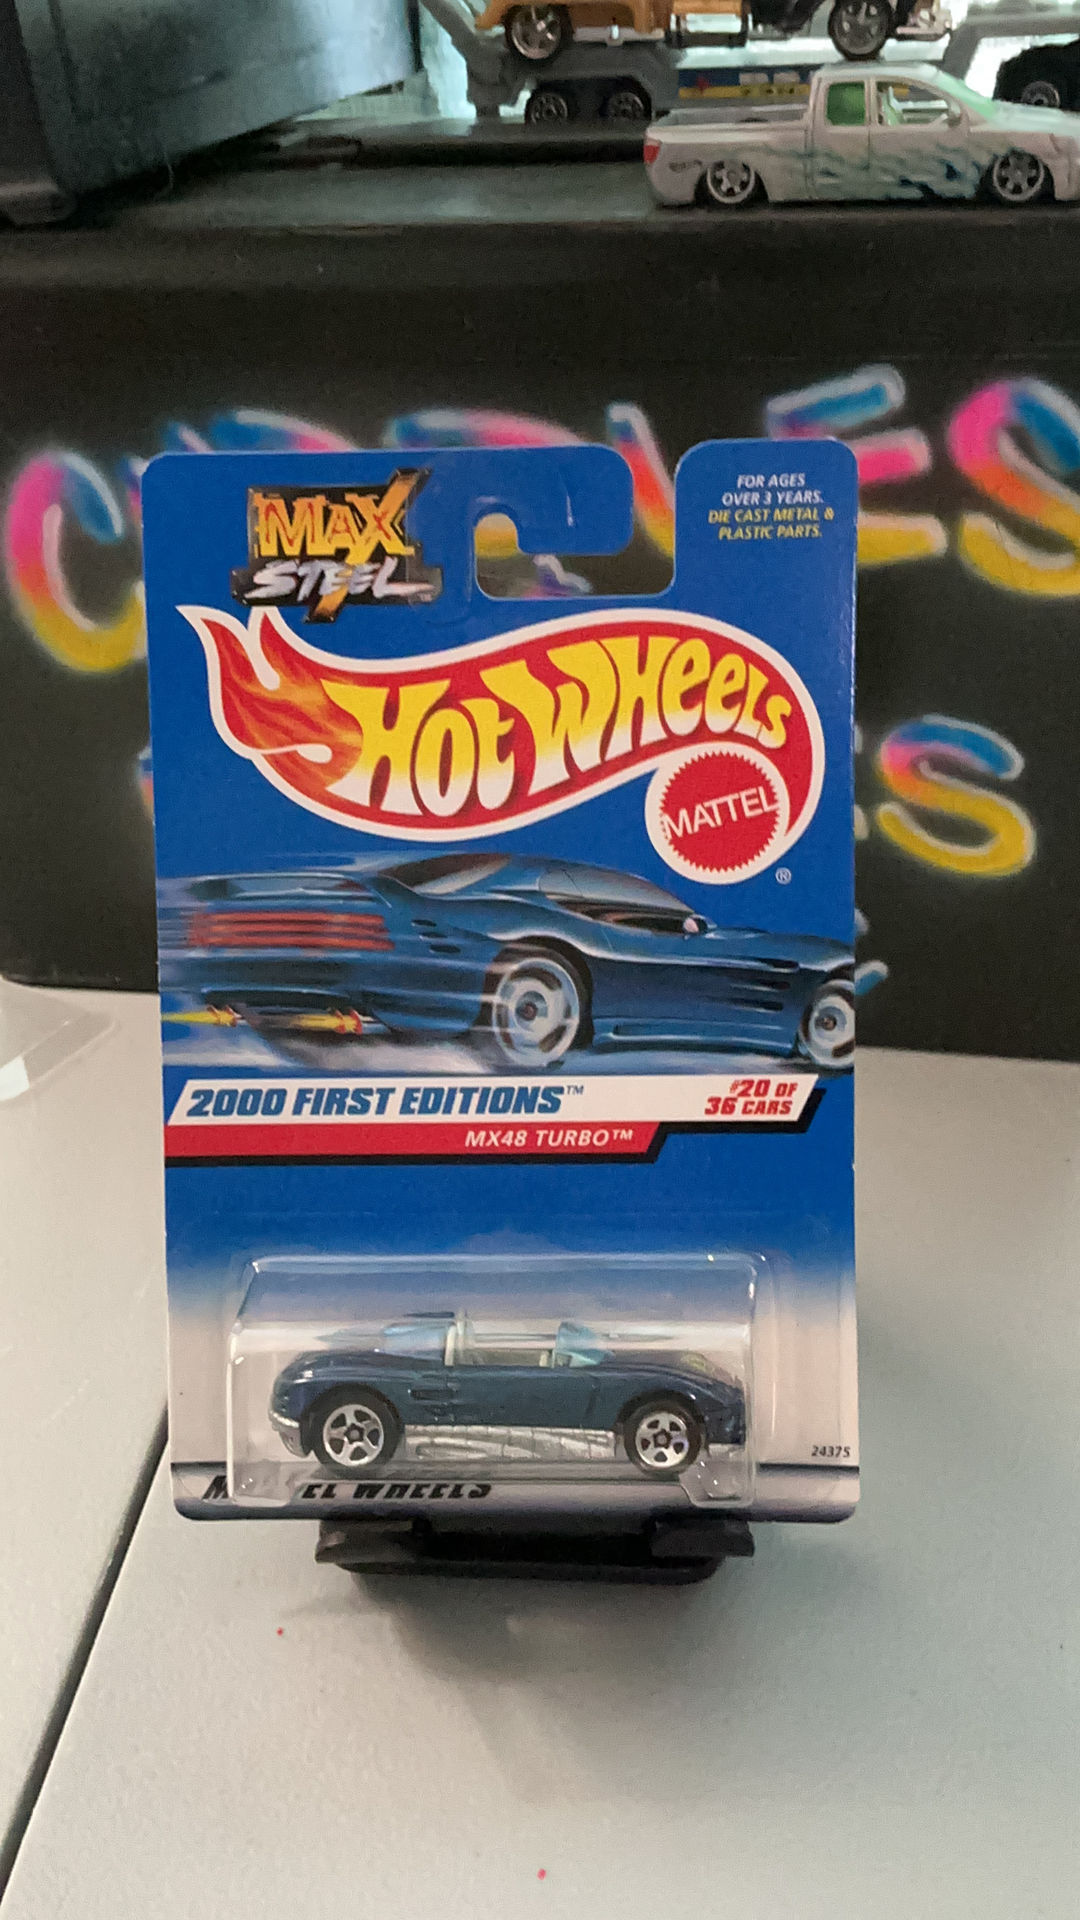 MAX
STEEL
FOR AGES
OVER 3 YEARS.
DIE CAST METAL &
PLASTIC PARTS.
HOT WHEELS
MATTEL
®
2000 FIRST EDITIONS™
#20 OF
36 CARS
MX48 TURBO™
24375
WHEELS